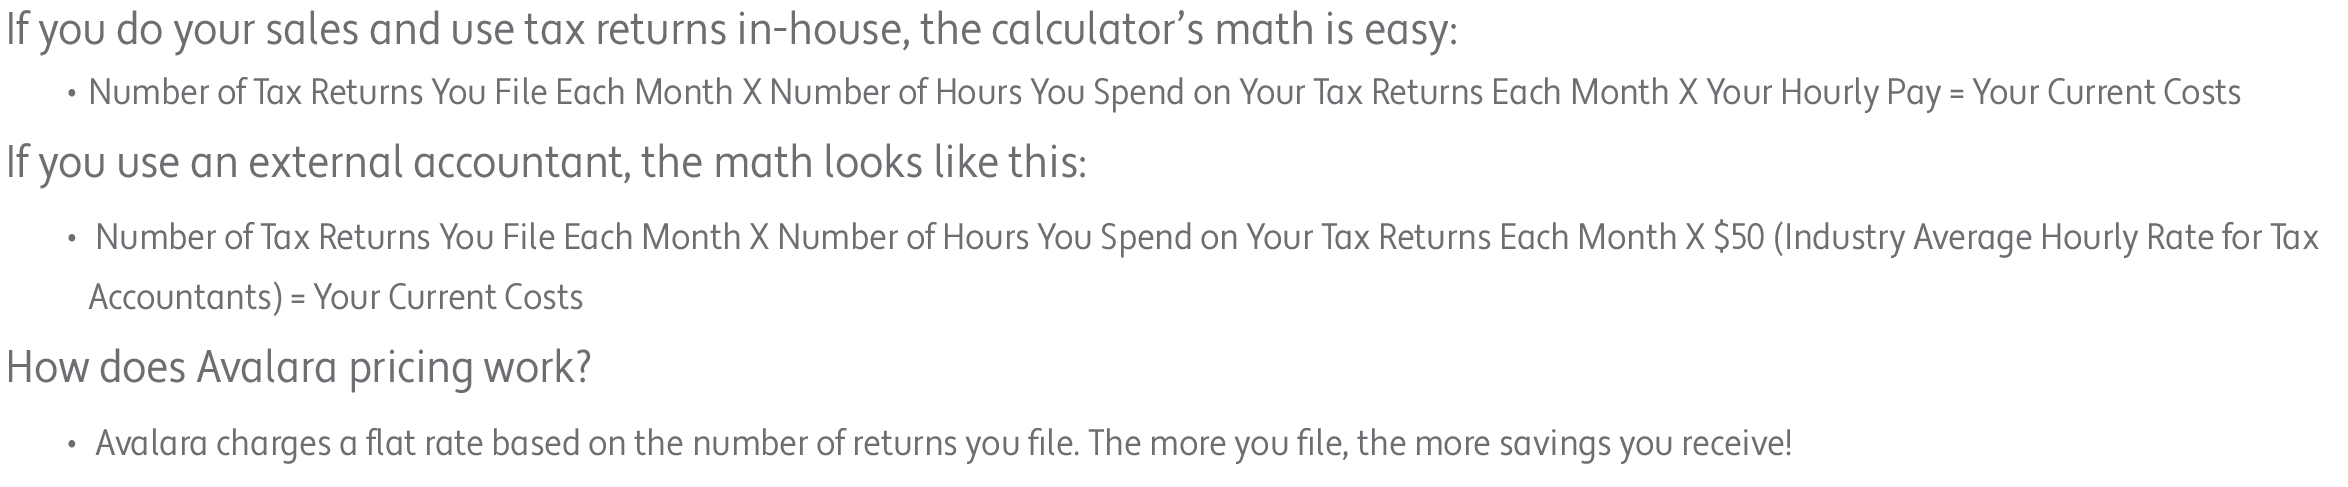 If you do your sales and use tax returns in-house, the calculator’s math is easy:
• Number of Tax Returns You File Each Month X Number of Hours You Spend on Your Tax Returns Each Month X Your Hourly Pay = Your Current Costs
If you use an external accountant, the math looks like this:
• Number of Tax Returns You File Each Month X Number of Hours You Spend on Your Tax Returns Each Month X $50 (Industry Average Hourly Rate for Tax
Accountants) = Your Current Costs
How does Avalara pricing work?
• Avalara charges a flat rate based on the number of returns you file. The more you file, the more savings you receive!